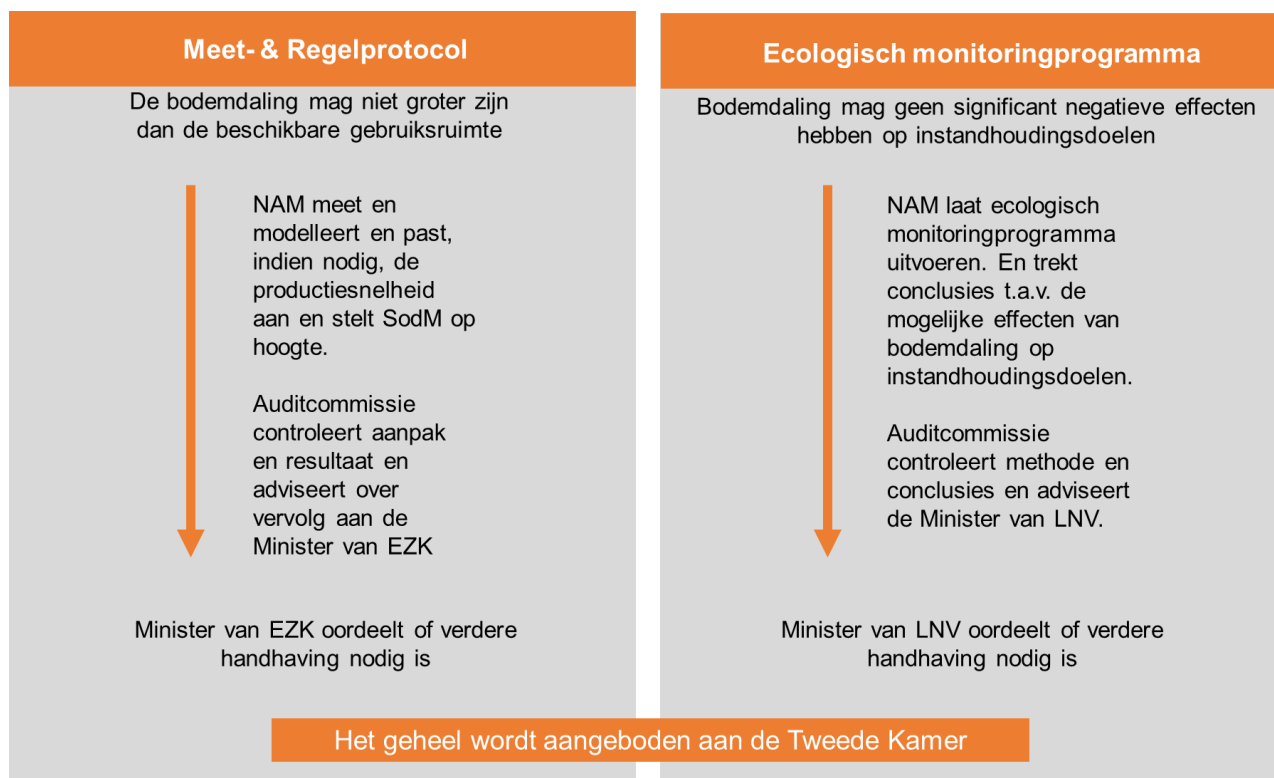 Meet- & Regelprotocol
De bodemdaling mag niet groter zijn
dan de beschikbare gebruiksruimte
NAM meet en
modelleert en past,
indien nodig, de
productiesnelheid
aan en stelt SodM op
hoogte.
Auditcommissie
controleert aanpak
en resultaat en
adviseert over
vervolg aan de
Minister van EZK
Minister van EZK oordeelt of verdere
handhaving nodig is
Ecologisch monitoringprogramma
Bodemdaling mag geen significant negatieve effecten
hebben op instandhoudingsdoelen
NAM laat ecologisch
monitoringprogramma
uitvoeren. En trekt
conclusies t.a.v. de
mogelijke effecten van
bodemdaling op
instandhoudingsdoelen.
Auditcommissie
controleert methode en
conclusies en adviseert
de Minister van LNV.
Minister van LNV oordeelt of verdere
handhaving nodig is
Het geheel wordt aangeboden aan de Tweede Kamer